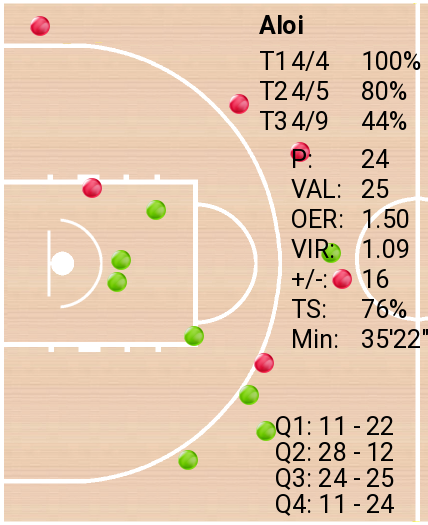 Aloi
T1 4/4 100%
T2 4/5 80%
T3 4/9 44%
P: 24
VAL: 25
OER: 1.50
VIR: 1.09
+/-: 16
TS: 76%
Min: 35'22"
Q1: 11 - 22
Q2: 28 - 12
Q3: 24 - 25
Q4: 11 - 24